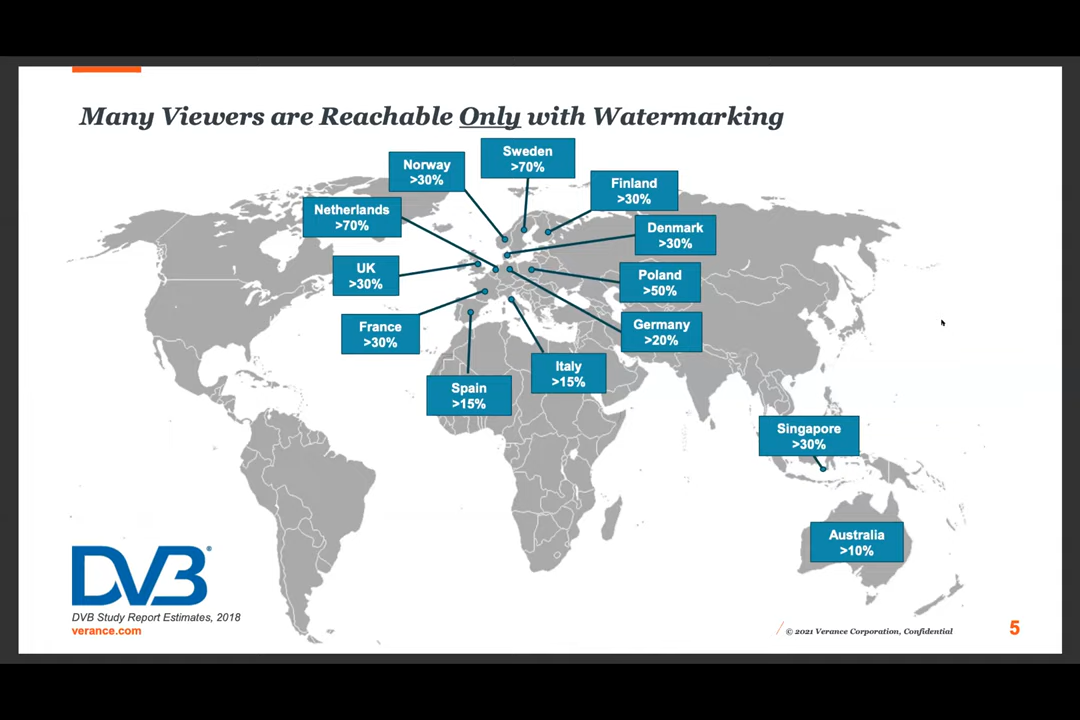 Many Viewers are Reachable Only with Watermarking
Sweden
>70%
Norway
>30%
Finland
>30%
Netherlands
>70%
Denmark
>30%
UK
>30%
Poland
>50%
France
>30%
Germany
>20%
Italy
>15%
Spain
>15%
Singapore
>30%
Australia
>10%
DVB®
DVB Study Report Estimates, 2018
verance.com
© 2021 Verance Corporation, Confidential
5